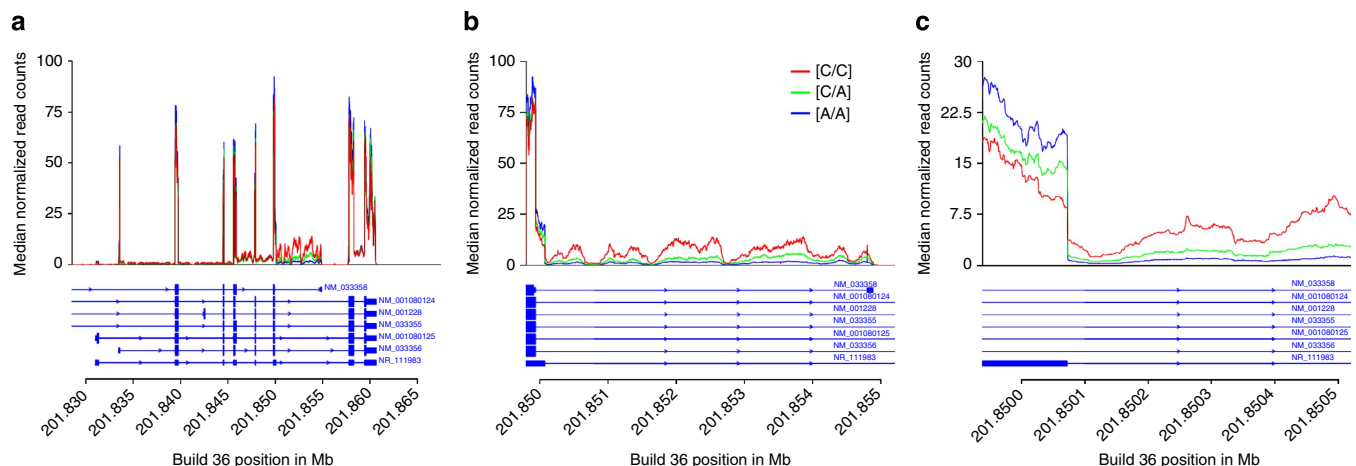 a
Median normalized read counts
100
75
50
25
0
NM_033358
NM_001080124
NM_001228
NM_033355
NM_001080125
NM_033356
NR_111983
201.830
201.835
201.840
201.845
201.850
201.855
201.860
201.865
Build 36 position in Mb
b
Median normalized read counts
100
75
50
25
0
[C/C]
[C/A]
[A/A]
NM_033358
NM_001080124
NM_001228
NM_033355
NM_001080125
NM_033356
NR_111983
201.850
201.851
201.852
201.853
201.854
201.855
Build 36 position in Mb
c
Median normalized read counts
30
22.5
15
7.5
0
NM_033358
NM_001080124
NM_001228
NM_033355
NM_001080125
NM_033356
NR_111983
201.8500
201.8501
201.8502
201.8503
201.8504
201.8505
Build 36 position in Mb